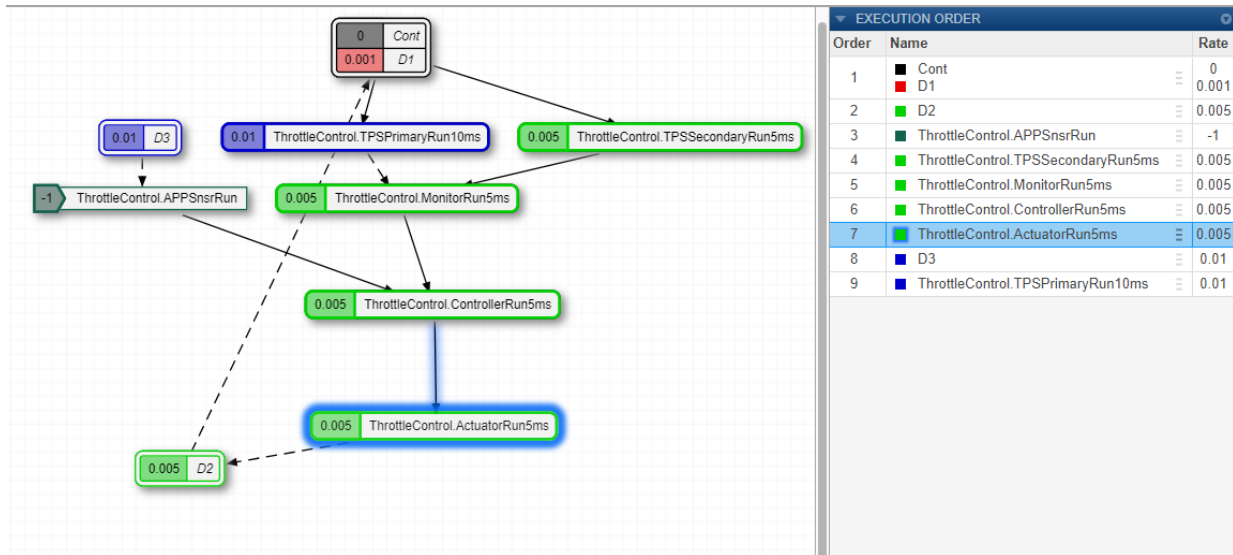 0 Cont
0.001 D1
0.01 D3
0.01 ThrottleControl.TPSPrimaryRun10ms
0.005 ThrottleControl.TPSSecondaryRun5ms
-1 ThrottleControl.APPSnsrRun
0.005 ThrottleControl.MonitorRun5ms
0.005 ThrottleControl.ControllerRun5ms
0.005 ThrottleControl.ActuatorRun5ms
0.005 D2
EXECUTION ORDER
Order Name Rate
1 Cont 0
D1 0.001
2 D2 0.005
3 ThrottleControl.APPSnsrRun -1
4 ThrottleControl.TPSSecondaryRun5ms 0.005
5 ThrottleControl.MonitorRun5ms 0.005
6 ThrottleControl.ControllerRun5ms 0.005
7 ThrottleControl.ActuatorRun5ms 0.005
8 D3 0.01
9 ThrottleControl.TPSPrimaryRun10ms 0.01